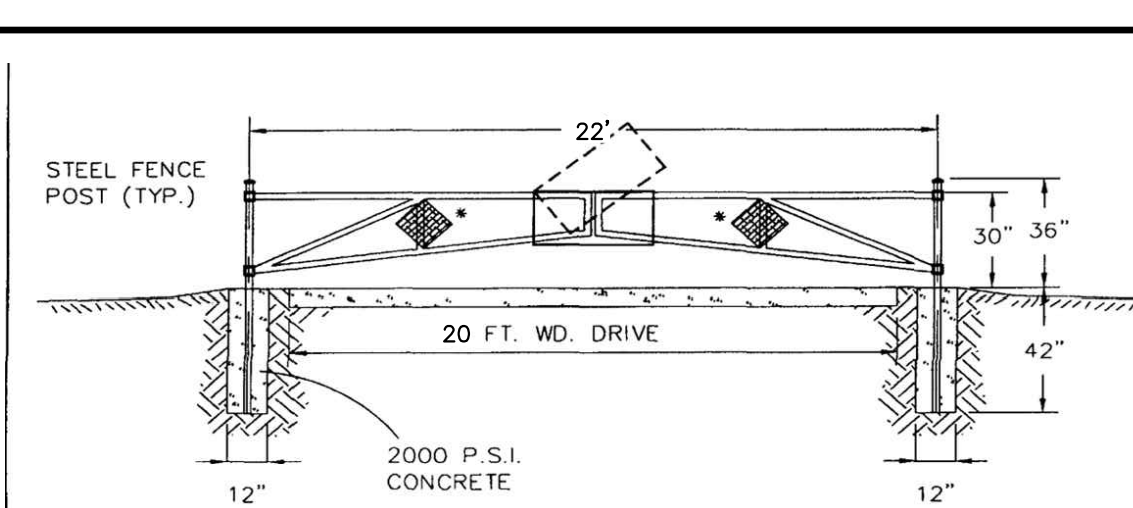 22'
STEEL FENCE
POST (TYP.)
*
*
30" 36"
20 FT. WD. DRIVE
42"
2000 P.S.I.
CONCRETE
12"
12"